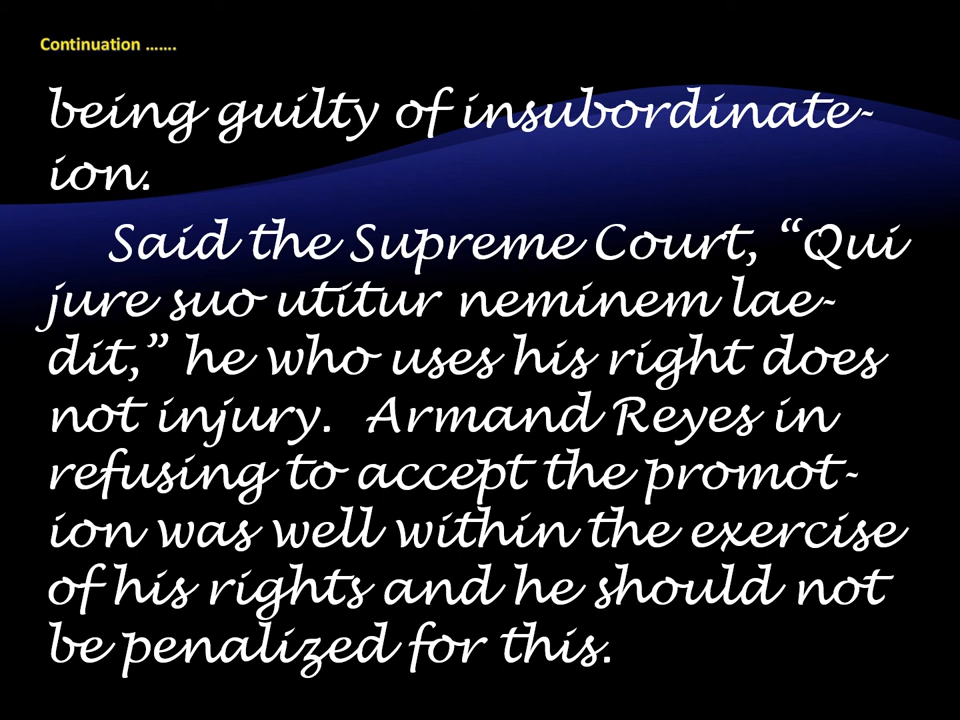 Continuation …….
being guilty of insubordinate-
ion.
Said the Supreme Court, “Qui
jure suo utitur neminem lae-
dit,” he who uses his right does
not injury. Armand Reyes in
refusing to accept the promot-
ion was well within the exercise
of his rights and he should not
be penalized for this.